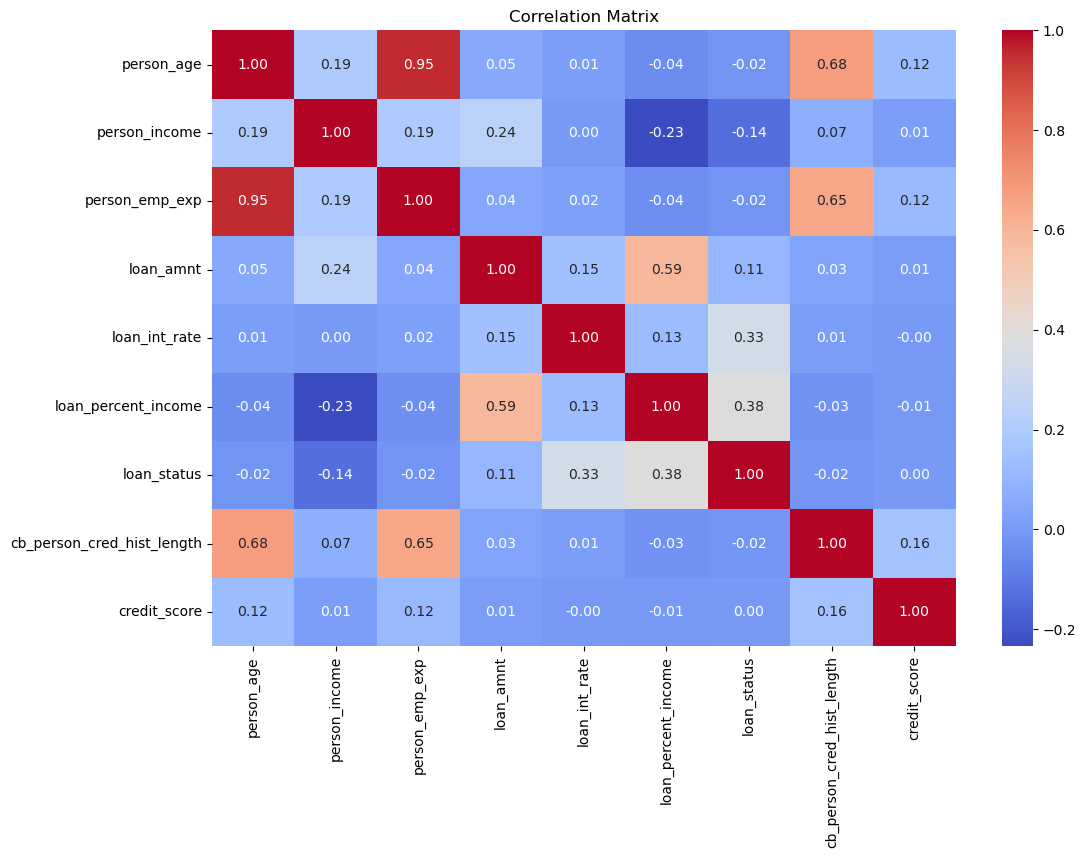 Correlation Matrix
person_age 1.00 0.19 0.95 0.05 0.01 -0.04 -0.02 0.68 0.12
person_income 0.19 1.00 0.19 0.24 0.00 -0.23 -0.14 0.07 0.01
person_emp_exp 0.95 0.19 1.00 0.04 0.02 -0.04 -0.02 0.65 0.12
loan_amnt 0.05 0.24 0.04 1.00 0.15 0.59 0.11 0.03 0.01
loan_int_rate 0.01 0.00 0.02 0.15 1.00 0.13 0.33 0.01 -0.00
loan_percent_income -0.04 -0.23 -0.04 0.59 0.13 1.00 0.38 -0.03 -0.01
loan_status -0.02 -0.14 -0.02 0.11 0.33 0.38 1.00 -0.02 0.00
cb_person_cred_hist_length 0.68 0.07 0.65 0.03 0.01 -0.03 -0.02 1.00 0.16
credit_score 0.12 0.01 0.12 0.01 -0.00 -0.01 0.00 0.16 1.00
person_age
person_income
person_emp_exp
loan_amnt
loan_int_rate
loan_percent_income
loan_status
cb_person_cred_hist_length
credit_score
1.0
0.8
0.6
0.4
0.2
0.0
−0.2